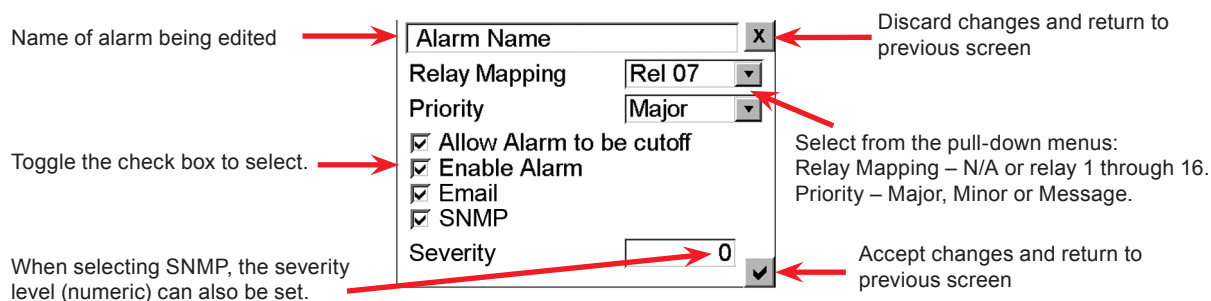 Name of alarm being edited
Alarm Name
X
Discard changes and return to
previous screen
Relay Mapping
Rel 07
Priority
Major
Allow Alarm to be cutoff
Enable Alarm
Email
SNMP
Toggle the check box to select.
Select from the pull-down menus:
Relay Mapping – N/A or relay 1 through 16.
Priority – Major, Minor or Message.
Severity
0
When selecting SNMP, the severity
level (numeric) can also be set.
Accept changes and return to
previous screen